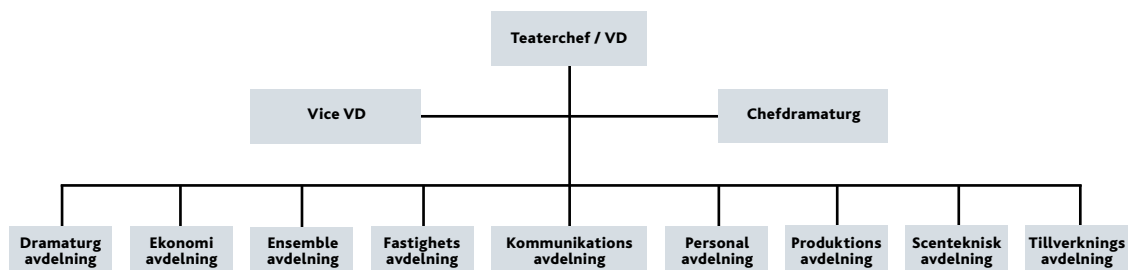 Teaterchef / VD
Vice VD
Chefdramaturg
Dramaturg
avdelning
Ekonomi
avdelning
Ensemble
avdelning
Fastighets
avdelning
Kommunikations
avdelning
Personal
avdelning
Produktions
avdelning
Scenteknisk
avdelning
Tillverknings
avdelning